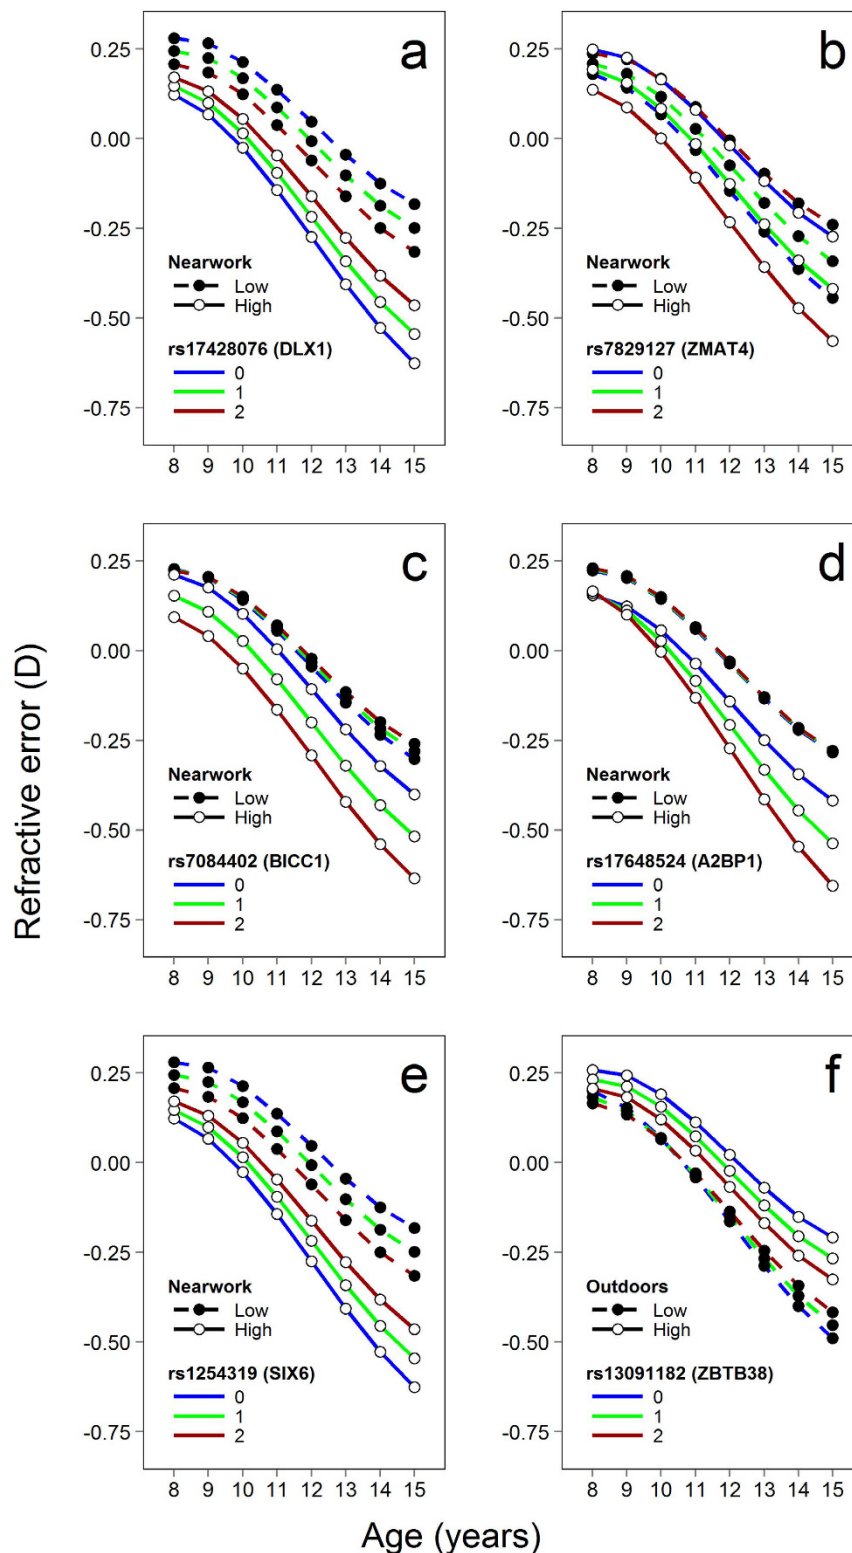 Refractive error (D)
a
0.25
0.00
-0.25
-0.50
-0.75
Nearwork
Low
High
rs17428076 (DLX1)
0
1
2
8 9 10 11 12 13 14 15
b
0.25
0.00
-0.25
-0.50
-0.75
Nearwork
Low
High
rs7829127 (ZMAT4)
0
1
2
8 9 10 11 12 13 14 15
c
0.25
0.00
-0.25
-0.50
-0.75
Nearwork
Low
High
rs7084402 (BICC1)
0
1
2
8 9 10 11 12 13 14 15
d
0.25
0.00
-0.25
-0.50
-0.75
Nearwork
Low
High
rs17648524 (A2BP1)
0
1
2
8 9 10 11 12 13 14 15
e
0.25
0.00
-0.25
-0.50
-0.75
Nearwork
Low
High
rs1254319 (SIX6)
0
1
2
8 9 10 11 12 13 14 15
f
0.25
0.00
-0.25
-0.50
-0.75
Outdoors
Low
High
rs13091182 (ZBTB38)
0
1
2
8 9 10 11 12 13 14 15
Age (years)